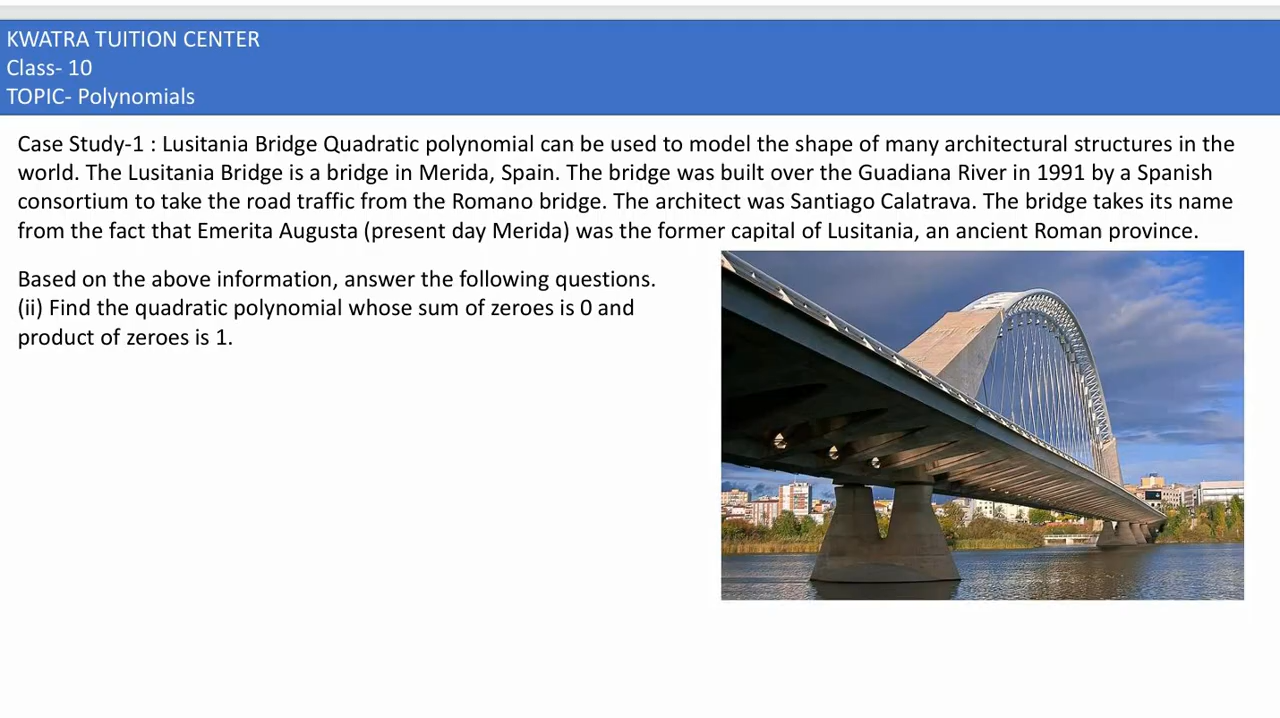 KWATRA TUITION CENTER
Class- 10
TOPIC- Polynomials
Case Study-1 : Lusitania Bridge Quadratic polynomial can be used to model the shape of many architectural structures in the
world. The Lusitania Bridge is a bridge in Merida, Spain. The bridge was built over the Guadiana River in 1991 by a Spanish
consortium to take the road traffic from the Romano bridge. The architect was Santiago Calatrava. The bridge takes its name
from the fact that Emerita Augusta (present day Merida) was the former capital of Lusitania, an ancient Roman province.
Based on the above information, answer the following questions.
(ii) Find the quadratic polynomial whose sum of zeroes is 0 and
product of zeroes is 1.